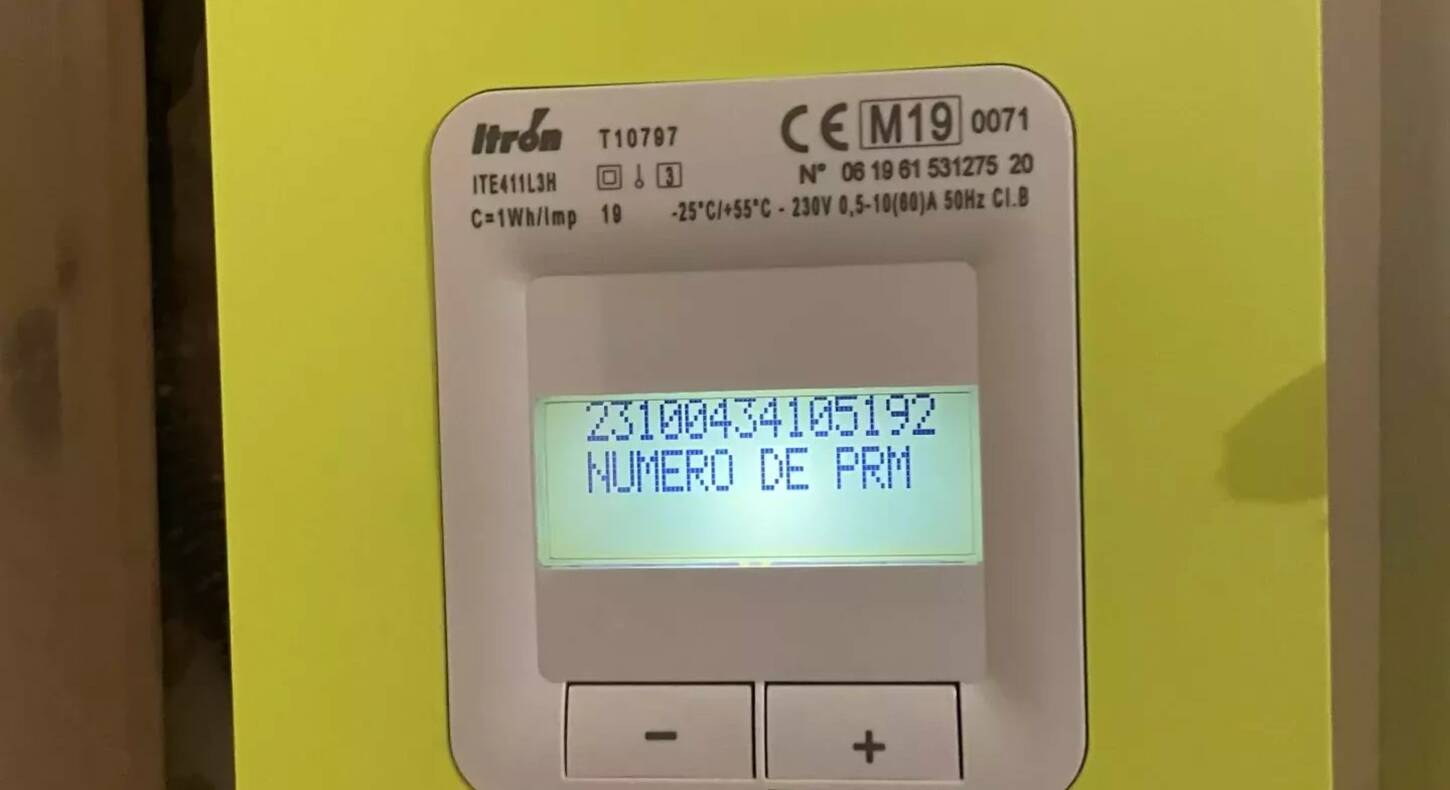 Itron T10797 CE M19 0071
ITE411L3H 3 N° 06 19 61 531275 20
C=1Wh/Imp 19 -25°C/+55°C - 230V 0,5-10(60)A 50Hz Cl.B
23100434105192
NUMERO DE PRM
- +